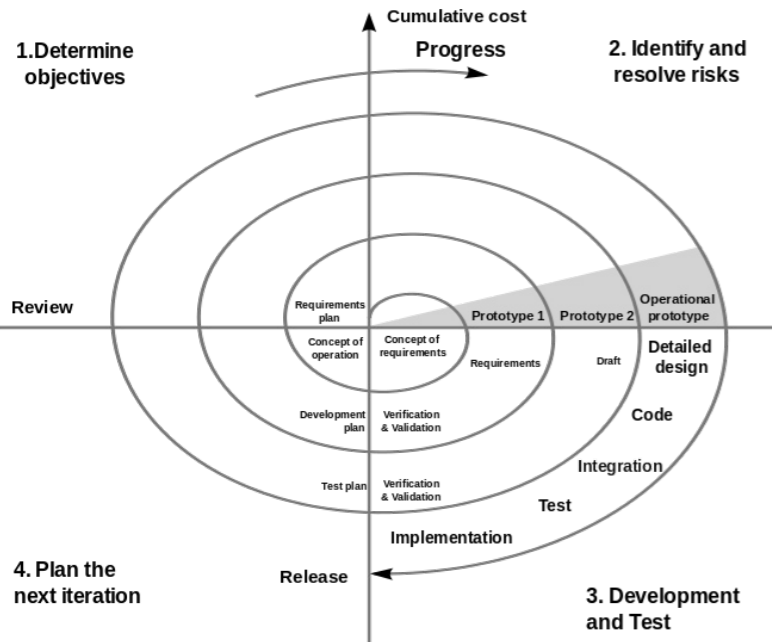 Cumulative cost
Progress
1.Determine
objectives
2. Identify and
resolve risks
Review
Requirements
plan
Prototype 1
Prototype 2
Operational
prototype
Concept of
operation
Concept of
requirements
Requirements
Draft
Detailed
design
Development
plan
Verification
& Validation
Code
Integration
Test plan
Verification
& Validation
Test
Implementation
Release
4. Plan the
next iteration
3. Development
and Test